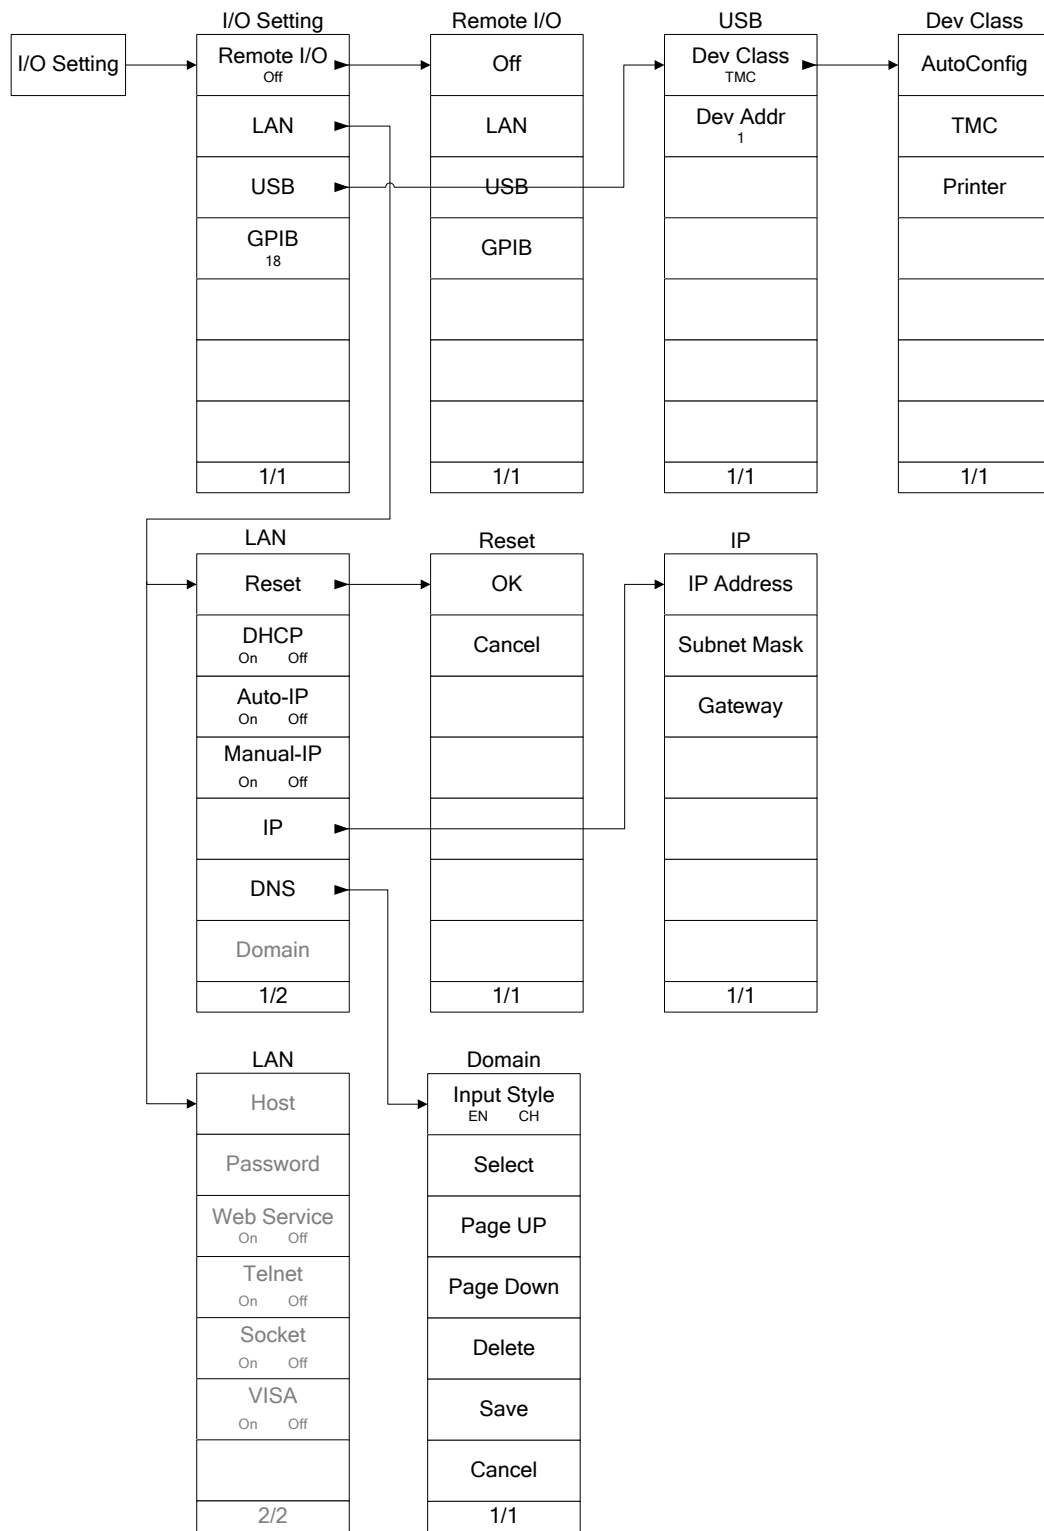 I/O Setting
I/O Setting
Remote I/O
Off
LAN
USB
GPIB
18
1/1
Remote I/O
Off
LAN
USB
GPIB
1/1
USB
Dev Class
TMC
Dev Addr
1
1/1
Dev Class
AutoConfig
TMC
Printer
1/1
LAN
Reset
DHCP
On Off
Auto-IP
On Off
Manual-IP
On Off
IP
DNS
Domain
1/2
Reset
OK
Cancel
1/1
IP
IP Address
Subnet Mask
Gateway
1/1
LAN
Host
Password
Web Service
On Off
Telnet
On Off
Socket
On Off
VISA
On Off
2/2
Domain
Input Style
EN CH
Select
Page UP
Page Down
Delete
Save
Cancel
1/1